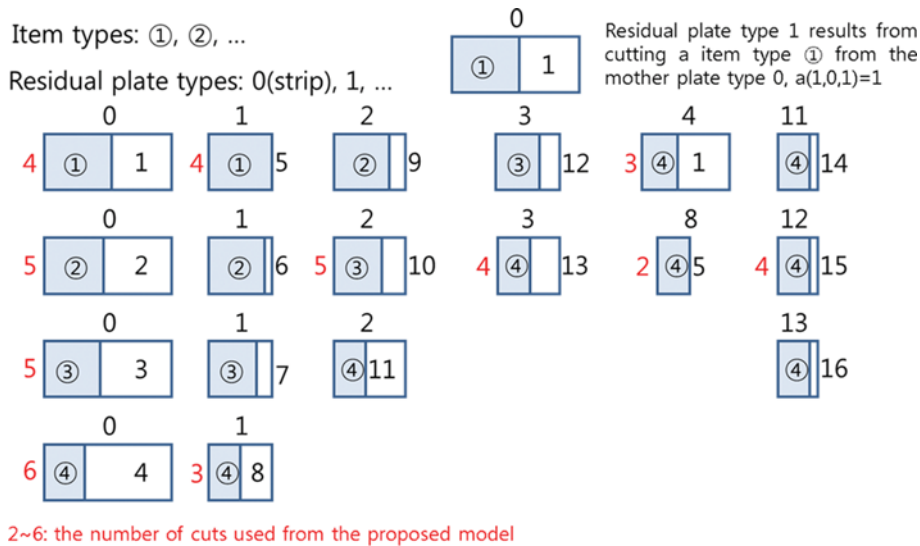 Item types: ①, ②, ...
Residual plate types: 0(strip), 1, ...
0
① 1
Residual plate type 1 results from
cutting a item type ① from the
mother plate type 0, a(1,0,1)=1
0 1 2 3 4 11
4 ① 1 4 ① 5 ② 9 ③ 12 3 ④ 1 ④ 14
0 1 2 3 8 12
5 ② 2 ② 6 5 ③ 10 4 ④ 13 2 ④ 5 4 ④ 15
0 1 2 13
5 ③ 3 ③ 7 ④ 11 ④ 16
0 1
6 ④ 4 3 ④ 8
2~6: the number of cuts used from the proposed model